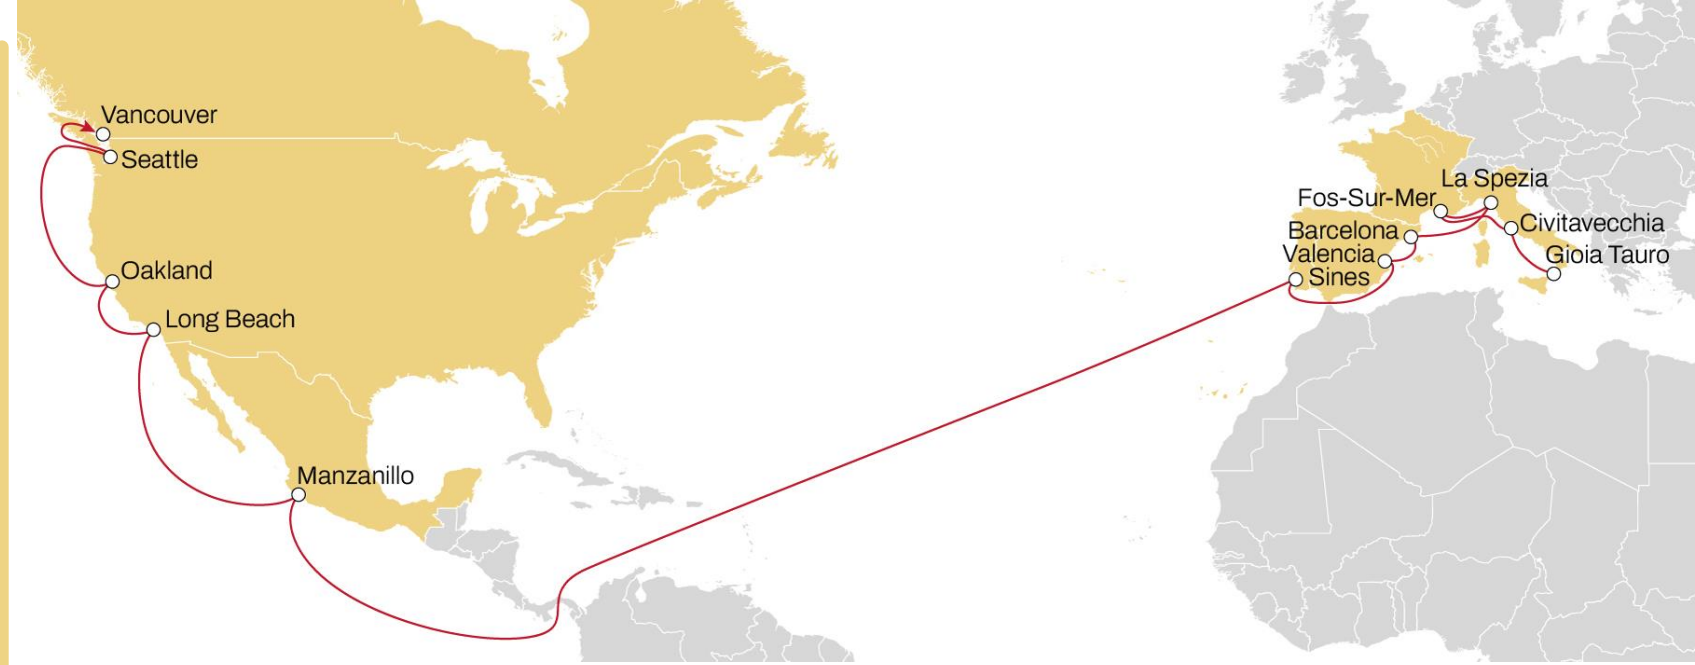 Vancouver
Seattle
La Spezia
Fos-Sur-Mer
Civitavecchia
Barcelona
Valencia
Gioia Tauro
Oakland
Sines
Long Beach
Manzanillo